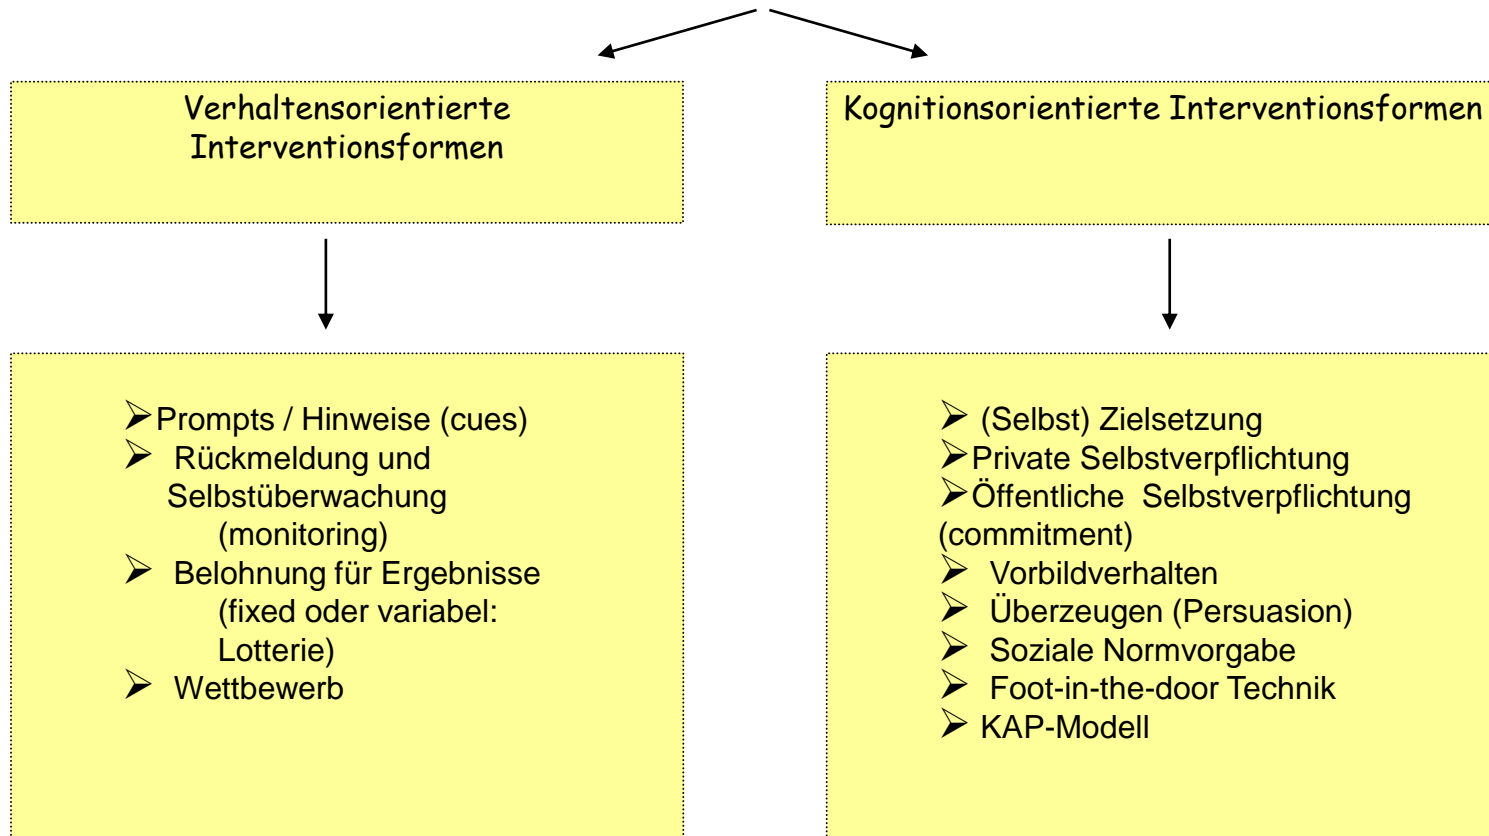 Verhaltensorientierte
Interventionsformen
Kognitionsorientierte Interventionsformen
➢Prompts / Hinweise (cues)
➢ Rückmeldung und
Selbstüberwachung
(monitoring)
➢ Belohnung für Ergebnisse
(fixed oder variabel:
Lotterie)
➢ Wettbewerb
➢ (Selbst) Zielsetzung
➢Private Selbstverpflichtung
➢Öffentliche Selbstverpflichtung
(commitment)
➢ Vorbildverhalten
➢ Überzeugen (Persuasion)
➢ Soziale Normvorgabe
➢ Foot-in-the-door Technik
➢ KAP-Modell